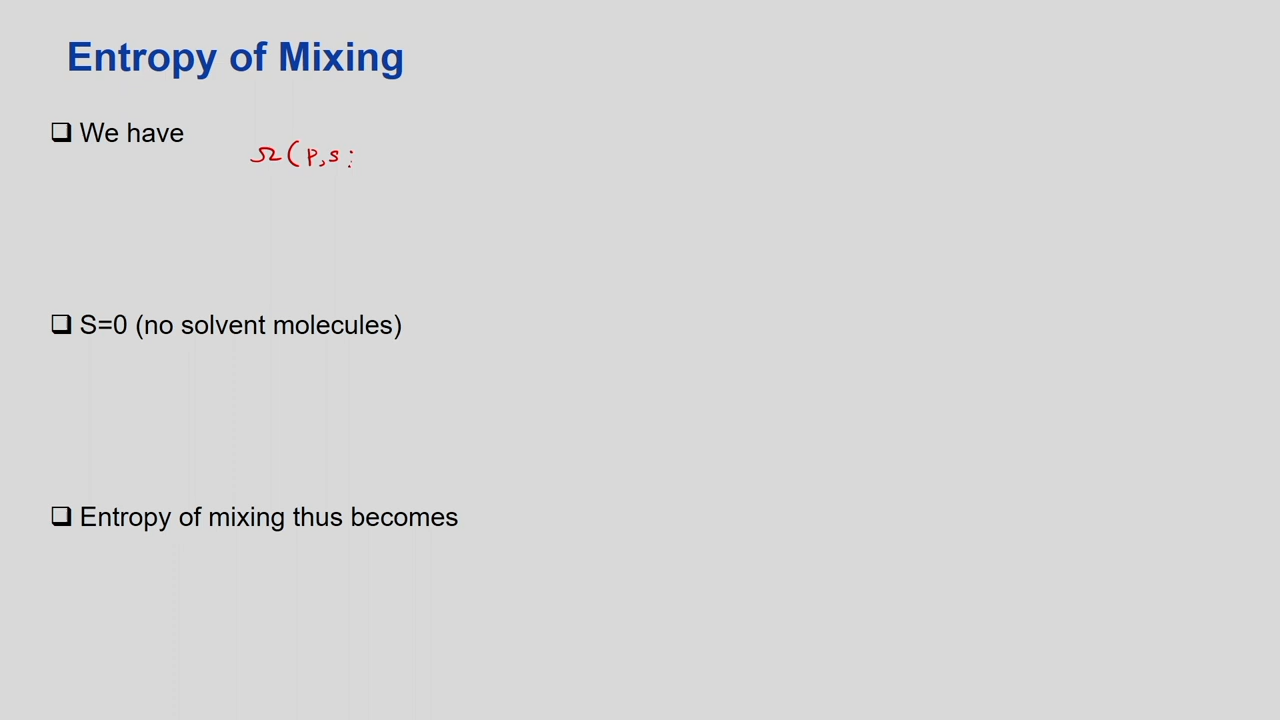 Entropy of Mixing
❑ We have
Ω(p,s:
❑ S=0 (no solvent molecules)
❑ Entropy of mixing thus becomes